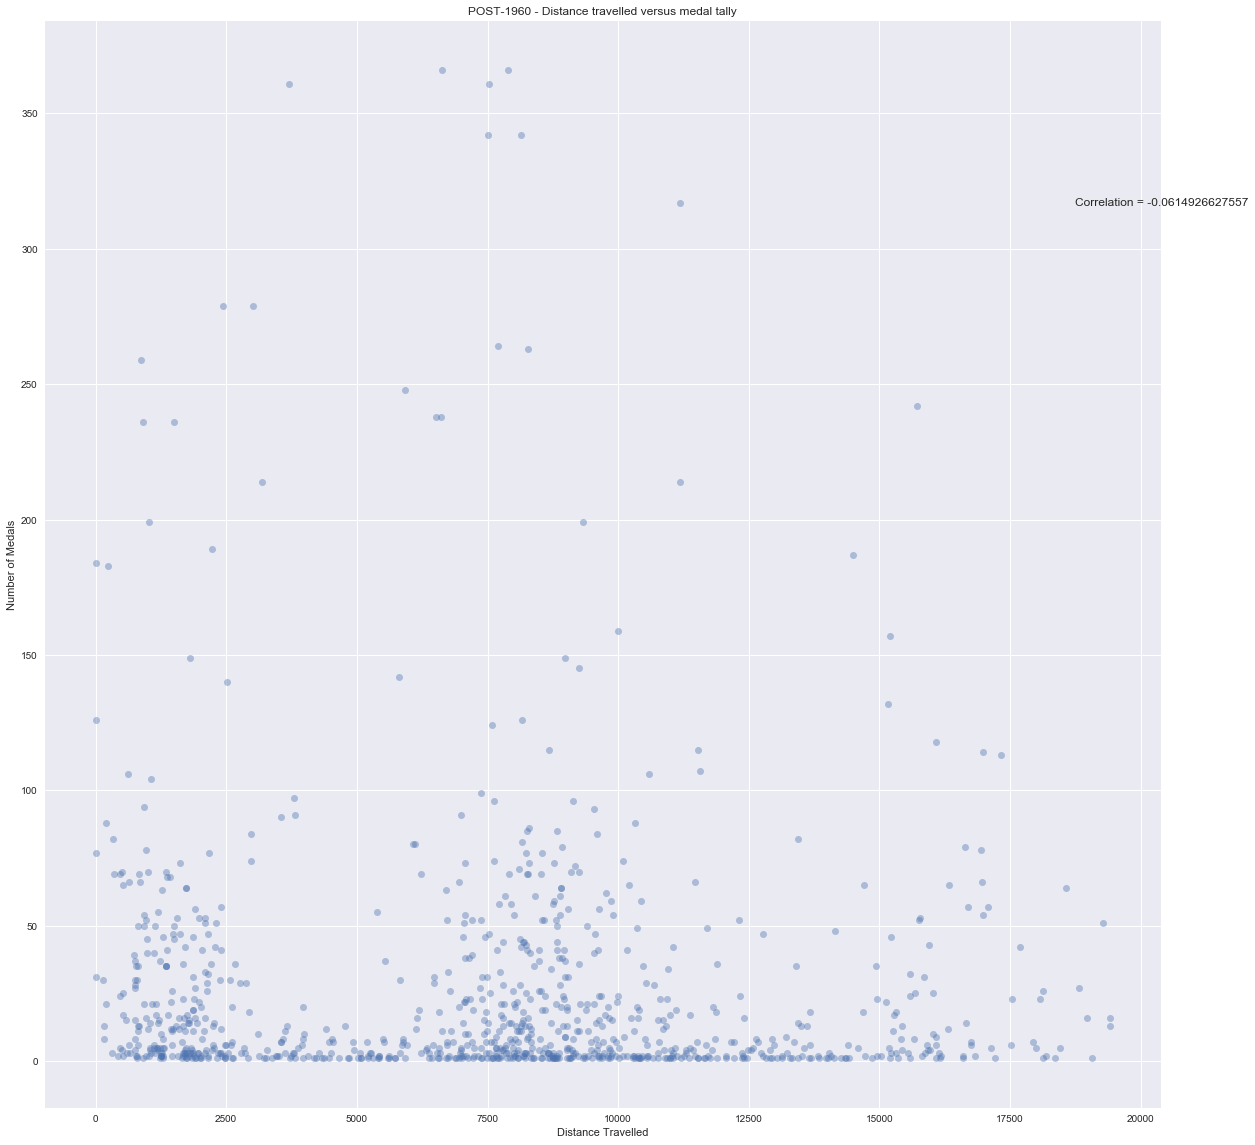 POST-1960 - Distance travelled versus medal tally
350
Correlation = -0.0614926627557
300
250
200
Number of Medals
150
100
50
0
0 2500 5000 7500 10000 12500 15000 17500 20000
Distance Travelled